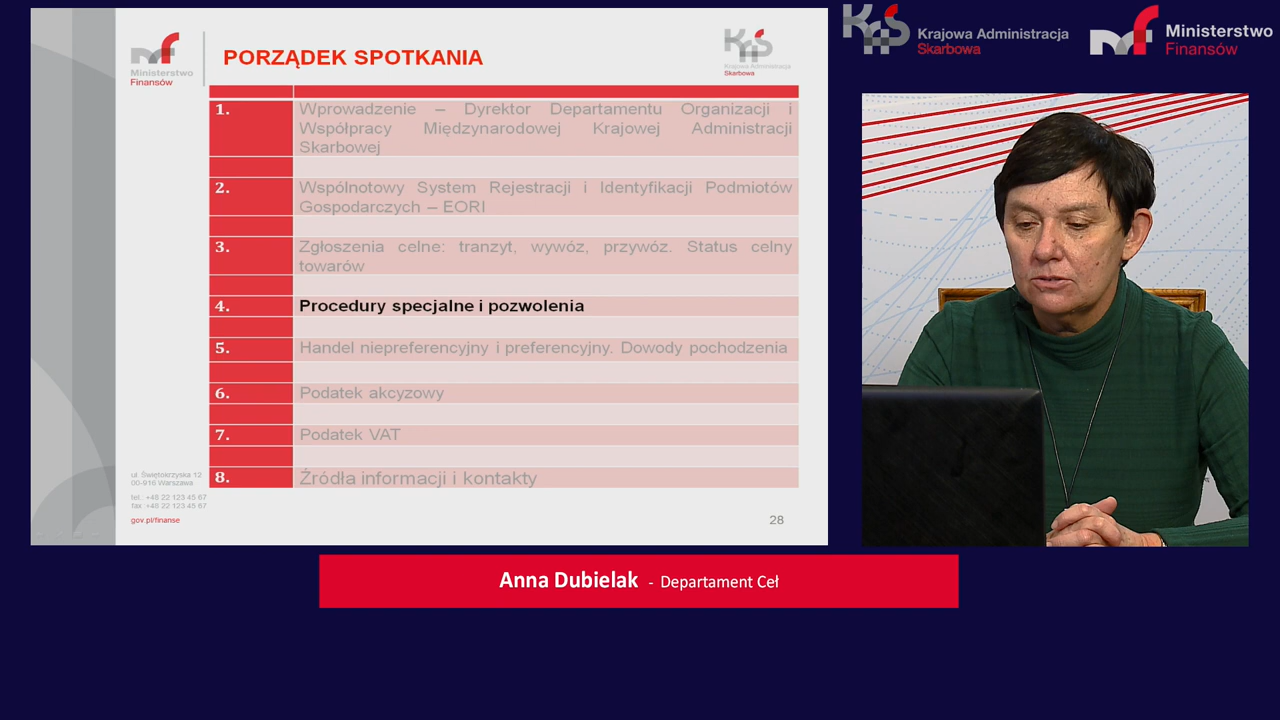 Ministerstwo
Finansów
PORZĄDEK SPOTKANIA
KAS
Krajowa Administracja
Skarbowa
1. Wprowadzenie – Dyrektor Departamentu Organizacji i
Współpracy Międzynarodowej Krajowej Administracji
Skarbowej
2. Wspólnotowy System Rejestracji i Identyfikacji Podmiotów
Gospodarczych – EORI
3. Zgłoszenia celne: tranzyt, wywóz, przywóz. Status celny
towarów
4. Procedury specjalne i pozwolenia
5. Handel niepreferencyjny i preferencyjny. Dowody pochodzenia
6. Podatek akcyzowy
7. Podatek VAT
8. Źródła informacji i kontakty
ul. Świętokrzyska 12
00-916 Warszawa
tel.: +48 22 123 45 67
fax :+48 22 123 45 67
gov.pl/finanse
28
KAS
Krajowa Administracja
Skarbowa
mf
Ministerstwo
Finansów
Anna Dubielak - Departament Ceł